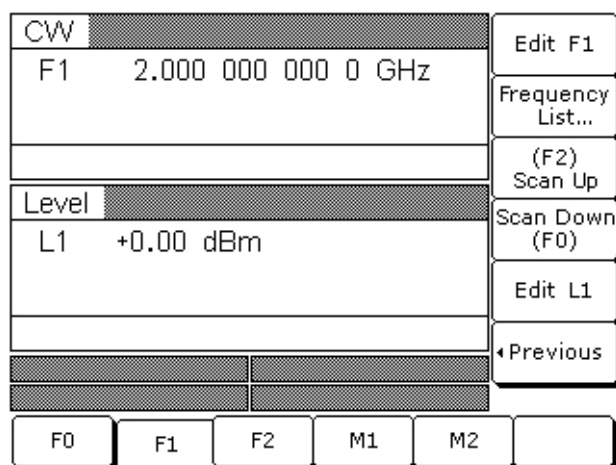 CW
F1 2.000 000 000 0 GHz
Level
L1 +0.00 dBm
Edit F1
Frequency
List...
(F2)
Scan Up
Scan Down
(F0)
Edit L1
Previous
F0 F1 F2 M1 M2